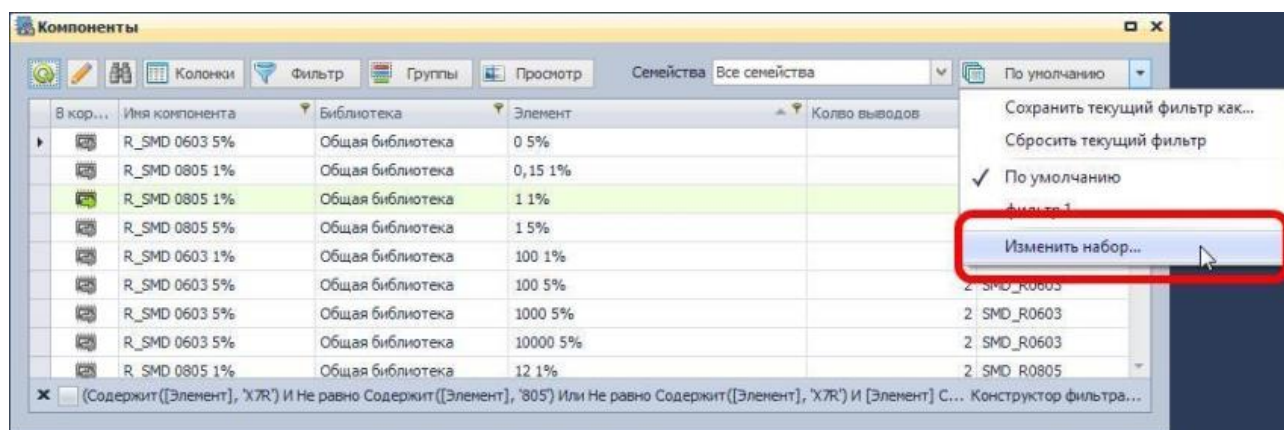 Компоненты
Колонки Фильтр Группы Просмотр Семейства Все семейства По умолчанию
В кор... Имя компонента Библиотека Элемент Колво выводов
R_SMD 0603 5% Общая библиотека 0 5%
R_SMD 0805 1% Общая библиотека 0,15 1%
R_SMD 0805 1% Общая библиотека 1 1%
R_SMD 0805 5% Общая библиотека 1 5%
R_SMD 0603 1% Общая библиотека 100 1%
R_SMD 0603 5% Общая библиотека 100 5% 2 SMD_R0603
R_SMD 0603 5% Общая библиотека 1000 5% 2 SMD_R0603
R_SMD 0603 5% Общая библиотека 10000 5% 2 SMD_R0603
R_SMD 0805 1% Общая библиотека 12 1% 2 SMD_R0805
(Содержит([Элемент], 'X7R') И Не равно Содержит([Элемент], '805') Или Не равно Содержит([Элемент], 'X7R') И [Элемент] С... Конструктор фильтра...
Сохранить текущий фильтр как...
Сбросить текущий фильтр
По умолчанию
фильтр 1
Изменить набор...